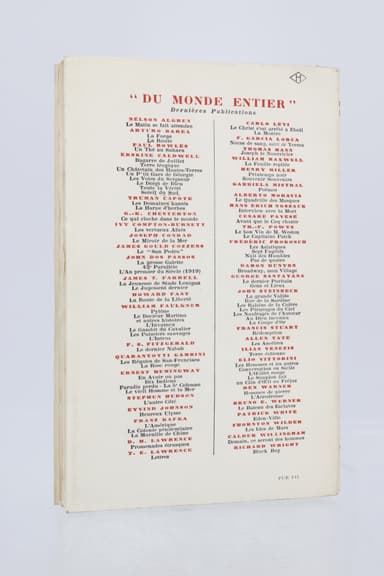 " DU MONDE ENTIER "
Dernières Publications
NELSON ALGREN
Le Matin se fait attendre
ARTURO BAREA
La Forge
La Route
PAUL BOWLES
Un Thé au Sahara
ERSKINE CALDWELL
Bagarre de Juillet
Terre tragique
Un Châtelain des Hautes-Terres
Un P'tit Gars de Géorgie
Les Voies du Seigneur
Le Doigt de Dieu
Toute la Vérité
Soleil du Sud
TRUMAN CAPOTE
Les Domaines hantés
La Harpe d'herbes
G.-K. CHESTERTON
Ce qui cloche dans le monde
IVY COMPTON-BURNETT
Les vertueux Aînés
JOSEPH CONRAD
Le Miroir de la Mer
JAMES GOULD COZZENS
Le "San Pedro"
JOHN DOS PASSOS
La grosse Galette
42e Parallèle
L'An premier du Siècle (1919)
JAMES T. FARRELL
La Jeunesse de Studs Lonigan
Le Jugement dernier
HOWARD FAST
La Route de la Liberté
WILLIAM FAULKNER
Pylône
Le Docteur Martino
et autres histoires
L'Invaincu
Le Gambit du Cavalier
Les Palmiers sauvages
L'Intrus
F. S. FITZGERALD
Le dernier Nabab
QUARANTOTTI GAMBINI
Les Régates de San Francisco
La Rose rouge
ERNEST HEMINGWAY
En Avoir ou pas
Dix Indiens
Paradis perdu - La 5e Colonne
Le vieil Homme et la Mer
STEPHEN HUDSON
L'autre Côté
EYVIND JOHNSON
Heureux Ulysse
FRANZ KAFKA
L'Amérique
La Colonie pénitentiaire
La Muraille de Chine
D. H. LAWRENCE
Promenades étrusques
T. E. LAWRENCE
Lettres
CARLO LEVI
Le Christ s'est arrêté à Eboli
La Montre
F. GARCIA LORCA
Noces de sang, suivi de Yerma
THOMAS MANN
Joseph le Nourricier
WILLIAM MAXWELL
La Feuille repliée
HENRY MILLER
Printemps noir
Souvenir Souvenirs
GABRIELA MISTRAL
Poèmes
ALBERTO MORAVIA
Le Quadrille des Masques
HANS ERICH NOSSACK
Interview avec la Mort
CESARE PAVESE
Avant que le Coq chante
TH.-F. POWYS
Le bon Vin de M. Weston
Le Capitaine Patch
FREDERIC PROKOSCH
Les Asiatiques
Sept Fugitifs
Nuit des Humbles
Pas de quatre
DAMON RUNYON
Broadway, mon Village
GEORGE SANTAYANA
Le dernier Puritain
Gens et Lieux
JOHN STEINBECK
La grande Vallée
Rue de la Sardine
Les Raisins de la Colère
Les Pâturages du Ciel
Les Naufragés de l'Autocar
Au Dieu inconnu
La Coupe d'Or
FRANCIS STUART
Rédemption
ALLEN TATE
Les Ancêtres
ILIAS VENEZIS
Terre éolienne
ELIO VITTORINI
Les Hommes et les autres
Conversation en Sicile
L'Œillet rouge
Le Simplon fait
un Clin d'Œil au Fréjus
REX WARNER
Hommes de pierre
L'Aérodrome
BRUNO E. WERNER
Le Bateau des Esclaves
PATRICK WHITE
Eden-Ville
THORNTON WILDER
Les Ides de Mars
CALDER WILLINGHAM
Demain, ce seront des hommes
RICHARD WRIGHT
Black Boy